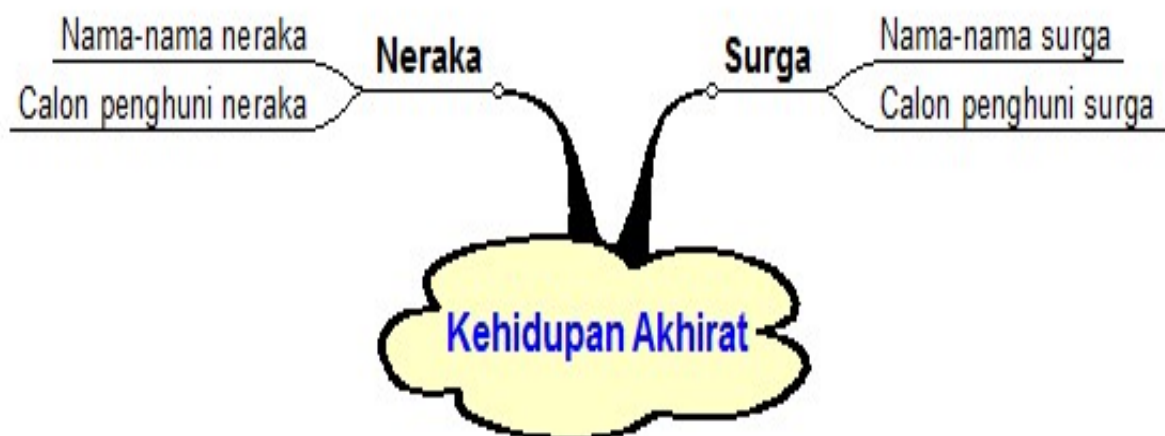 Neraka
Nama-nama neraka
Calon penghuni neraka
Surga
Nama-nama surga
Calon penghuni surga
Kehidupan Akhirat